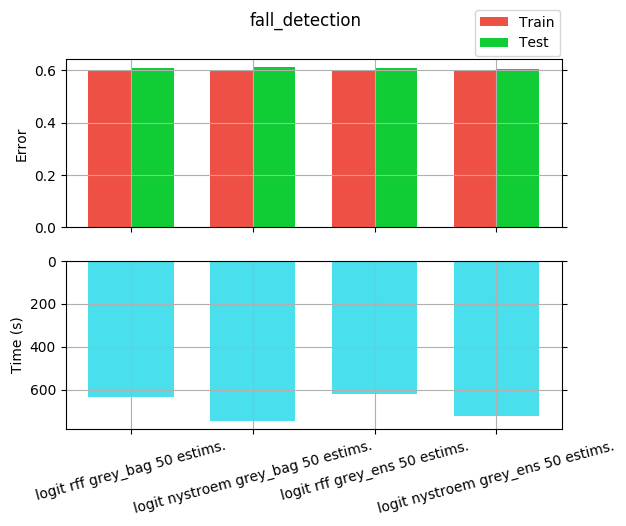 fall_detection
Train
Test
0.6
0.4
0.2
0.0
Error
0
200
400
600
Time (s)
logit rff grey_bag 50 estims.
logit nystroem grey_bag 50 estims.
logit rff grey_ens 50 estims.
logit nystroem grey_ens 50 estims.